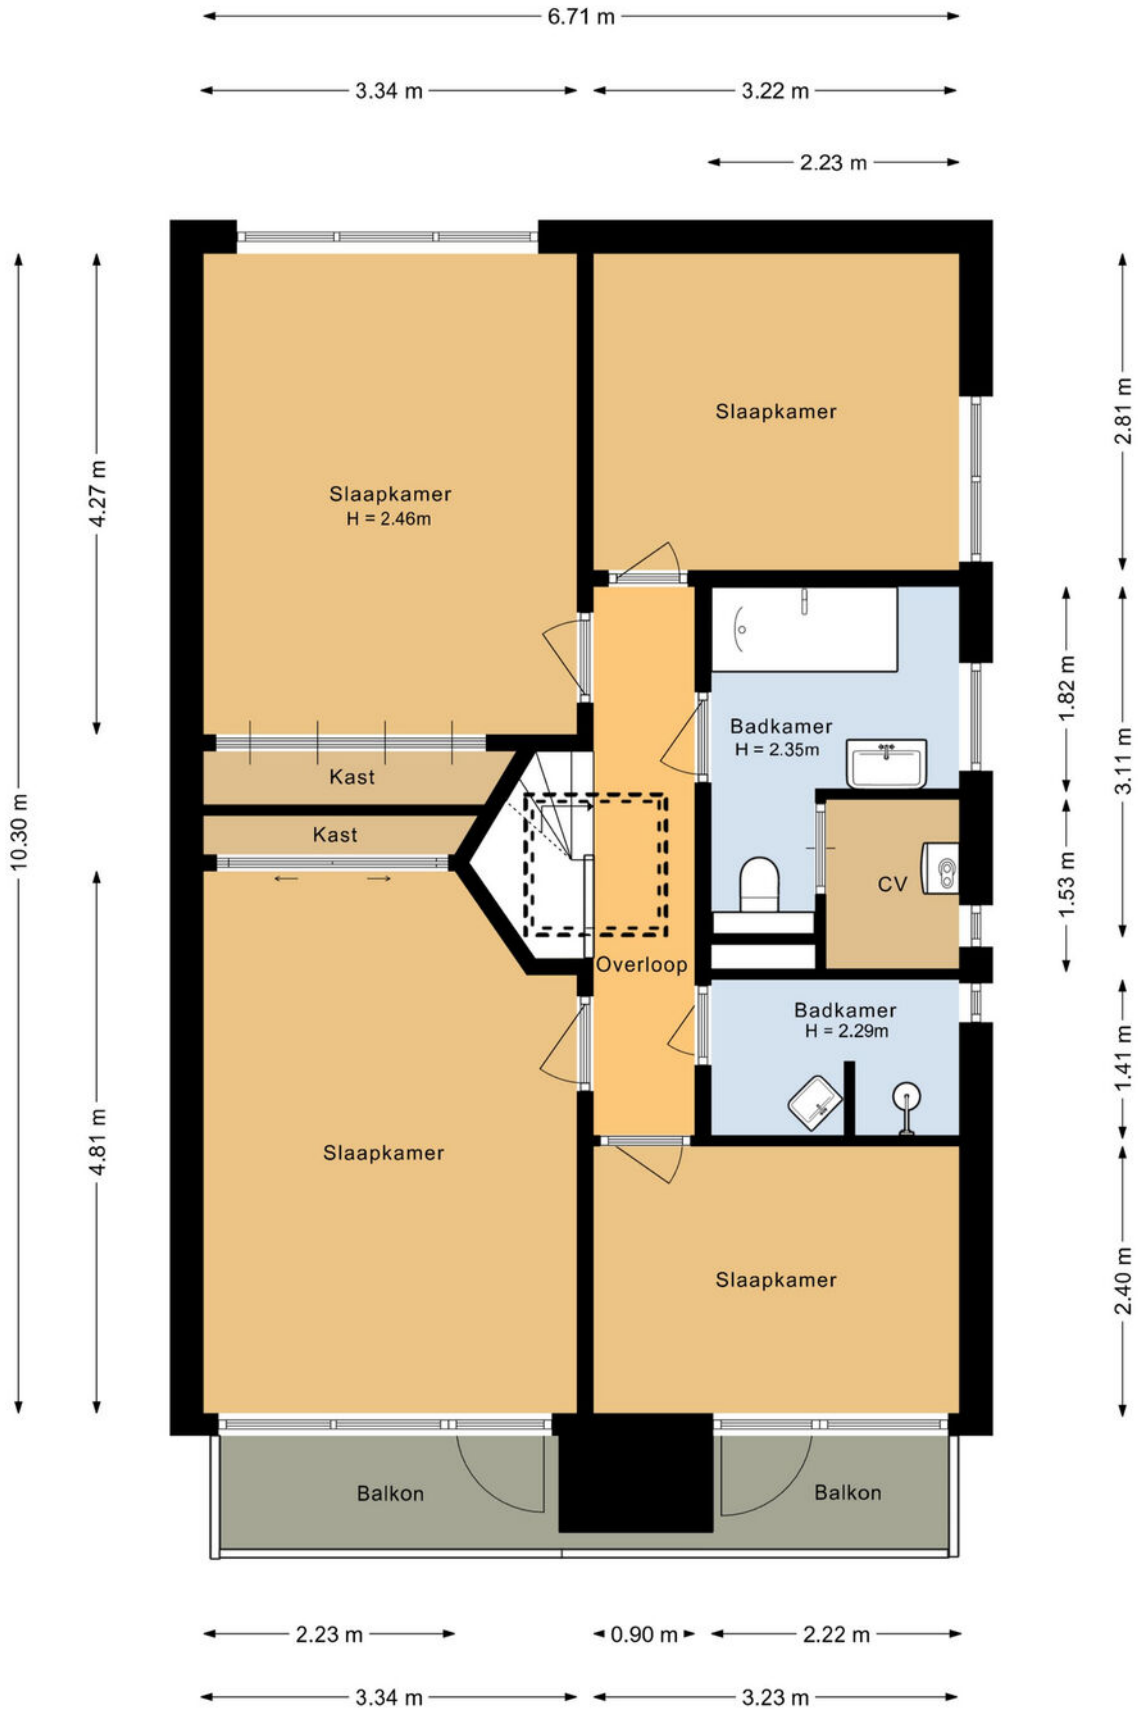 6.71 m
3.34 m
3.22 m
2.23 m
10.30 m
4.27 m
4.81 m
2.81 m
1.82 m
3.11 m
1.53 m
1.41 m
2.40 m
Slaapkamer
Slaapkamer
H = 2.46m
Badkamer
H = 2.35m
Kast
Kast
CV
Overloop
Badkamer
H = 2.29m
Slaapkamer
Slaapkamer
Balkon
Balkon
2.23 m
0.90 m
2.22 m
3.34 m
3.23 m